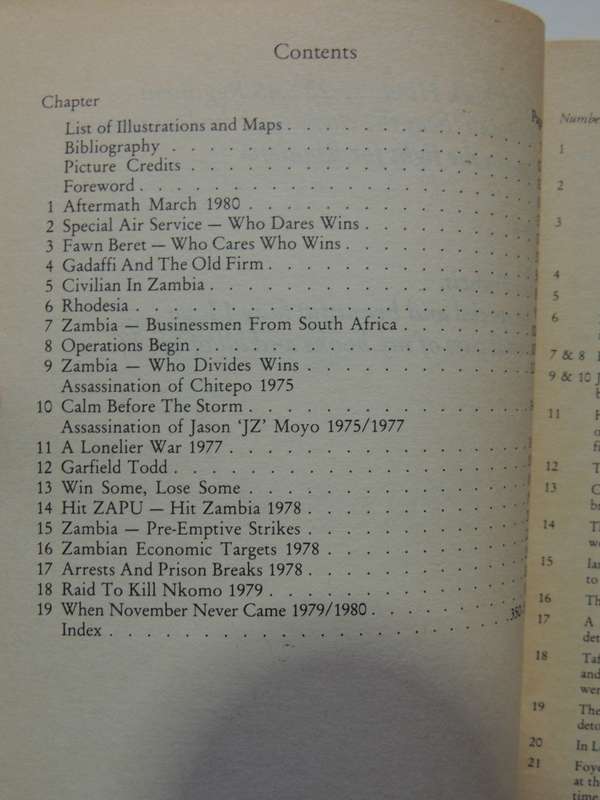 Contents
Chapter
List of Illustrations and Maps
Bibliography
Picture Credits
Foreword
1 Aftermath March 1980
2 Special Air Service — Who Dares Wins
3 Fawn Beret — Who Cares Who Wins
4 Gadaffi And The Old Firm
5 Civilian In Zambia
6 Rhodesia
7 Zambia — Businessmen From South Africa
8 Operations Begin
9 Zambia — Who Divides Wins
Assassination of Chitepo 1975
10 Calm Before The Storm
Assassination of Jason 'JZ' Moyo 1975/1977
11 A Lonelier War 1977
12 Garfield Todd
13 Win Some, Lose Some
14 Hit ZAPU — Hit Zambia 1978
15 Zambia — Pre-Emptive Strikes
16 Zambian Economic Targets 1978
17 Arrests And Prison Breaks 1978
18 Raid To Kill Nkomo 1979
19 When November Never Came 1979/1980
Index
1
2
3
4
5
6
7 & 8
9 & 10
11
12
13
14
15
to
16
17 A
18
and
19 The
20 In
21
at
time